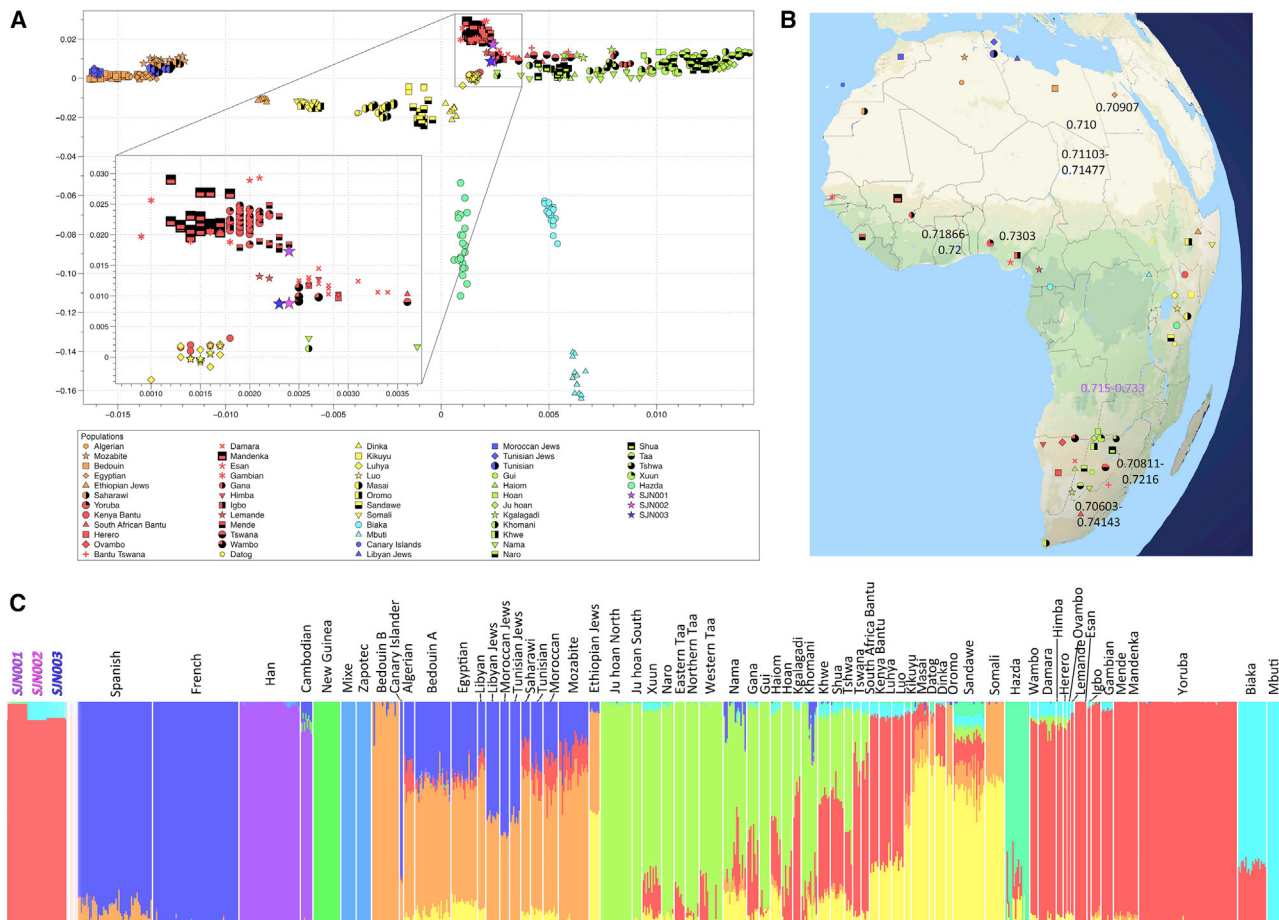 A
0.02
0
−0.02
−0.04
−0.06
−0.08
−0.10
−0.12
−0.14
−0.16
−0.015
−0.010
−0.005
0
0.005
0.010
0.030
0.025
0.020
0.015
0.010
0.005
0
0.0010
0.0015
0.0020
0.0025
0.0030
0.0035
Populations
Algerian
Mozabite
Bedouin
Egyptian
Ethiopian Jews
Saharawi
Yoruba
Kenya Bantu
South African Bantu
Herero
Ovambo
Bantu Tswana
Damara
Mandenka
Esan
Gambian
Gana
Himba
Igbo
Lemande
Mende
Tswana
Wambo
Datog
Dinka
Kikuyu
Luhya
Luo
Masai
Oromo
Sandawe
Somali
Biaka
Mbuti
Canary Islands
Libyan Jews
Moroccan Jews
Tunisian Jews
Tunisian
Gui
Haiom
Hoan
Ju hoan
Kgalagadi
Khomani
Khwe
Nama
Naro
Shua
Taa
Tshwa
Xuun
Hazda
SJN001
SJN002
SJN003
B
0.70907
0.710
0.71103-
0.71477
0.71866-
0.72
0.7303
0.715-0.733
0.70811-
0.7216
0.70603-
0.74143
C
SJN001
SJN002
SJN003
Spanish
French
Han
Cambodian
New Guinea
Mixe
Zapotec
Bedouin B
Canary Islander
Algerian
Bedouin A
Egyptian
Libyan
Libyan Jews
Moroccan Jews
Tunisian Jews
Saharawi
Tunisian
Moroccan
Mozabite
Ethiopian Jews
Ju hoan North
Ju hoan South
Xuun
Naro
Eastern Taa
Northern Taa
Western Taa
Nama
Gana
Gui
Haiom
Hoan
Kgalagadi
Khomani
Khwe
Shua
Tshwa
Tswana
South Africa Bantu
Kenya Bantu
Luhya
Luo
Kikuyu
Masai
Datog
Dinka
Oromo
Sandawe
Somali
Hazda
Wambo
Damara
Himba
Herero
Ovambo
Lemande
Esan
Igbo
Gambian
Mende
Mandenka
Yoruba
Biaka
Mbuti